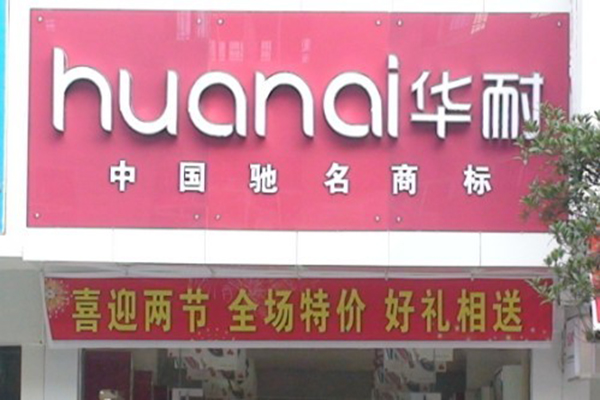 huanai华耐
中国驰名商标
喜迎两节 全场特价 好礼相送